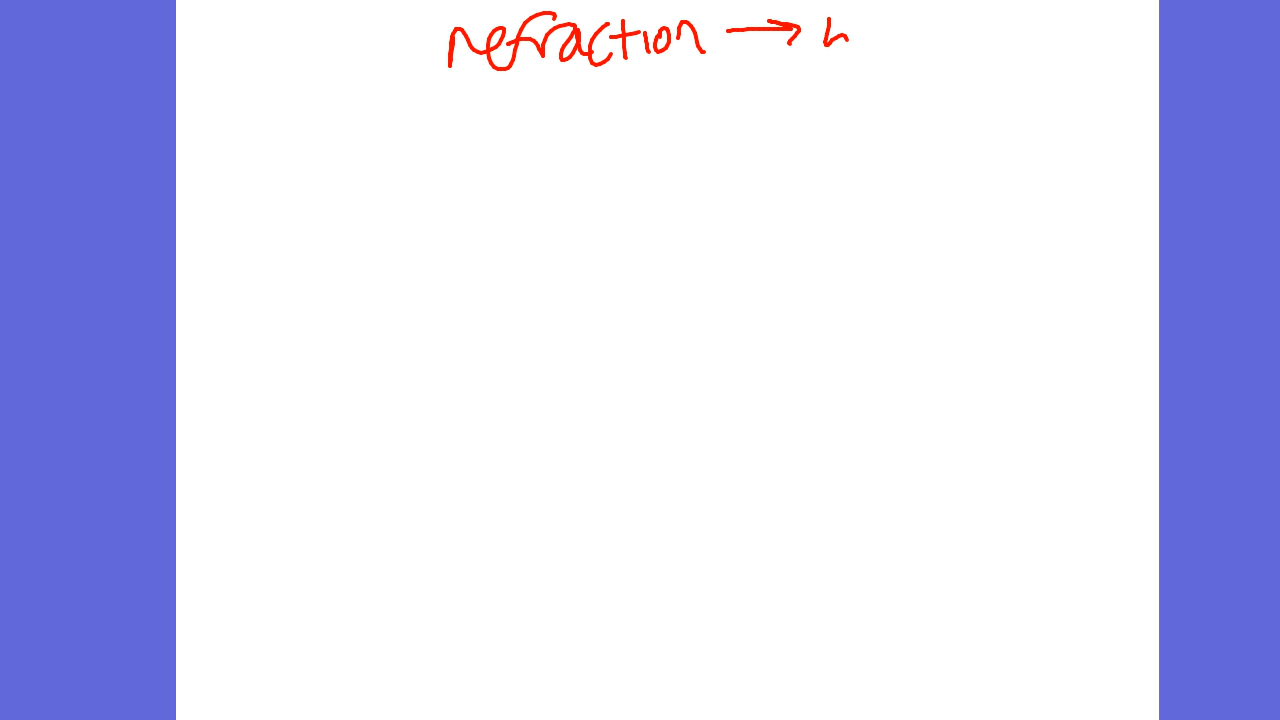 refraction →